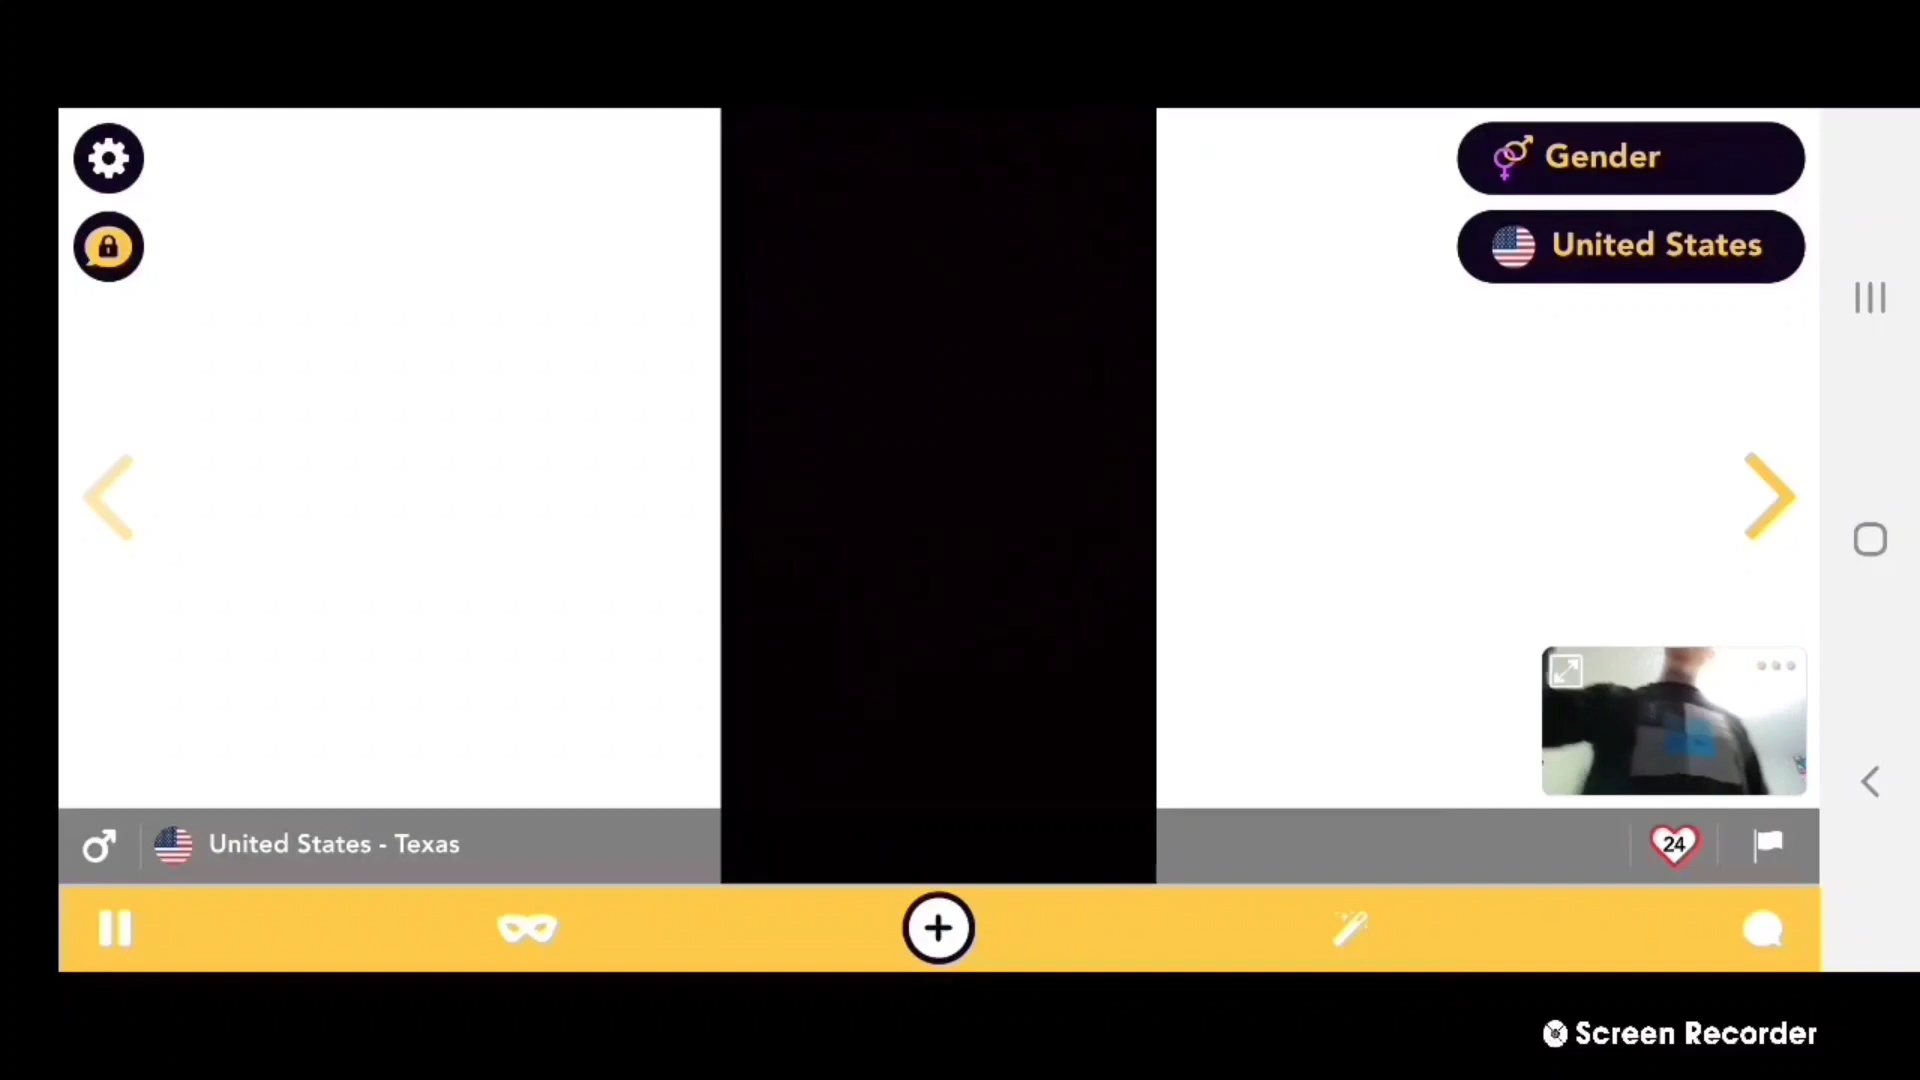 Gender
United States
United States - Texas
24
Screen Recorder